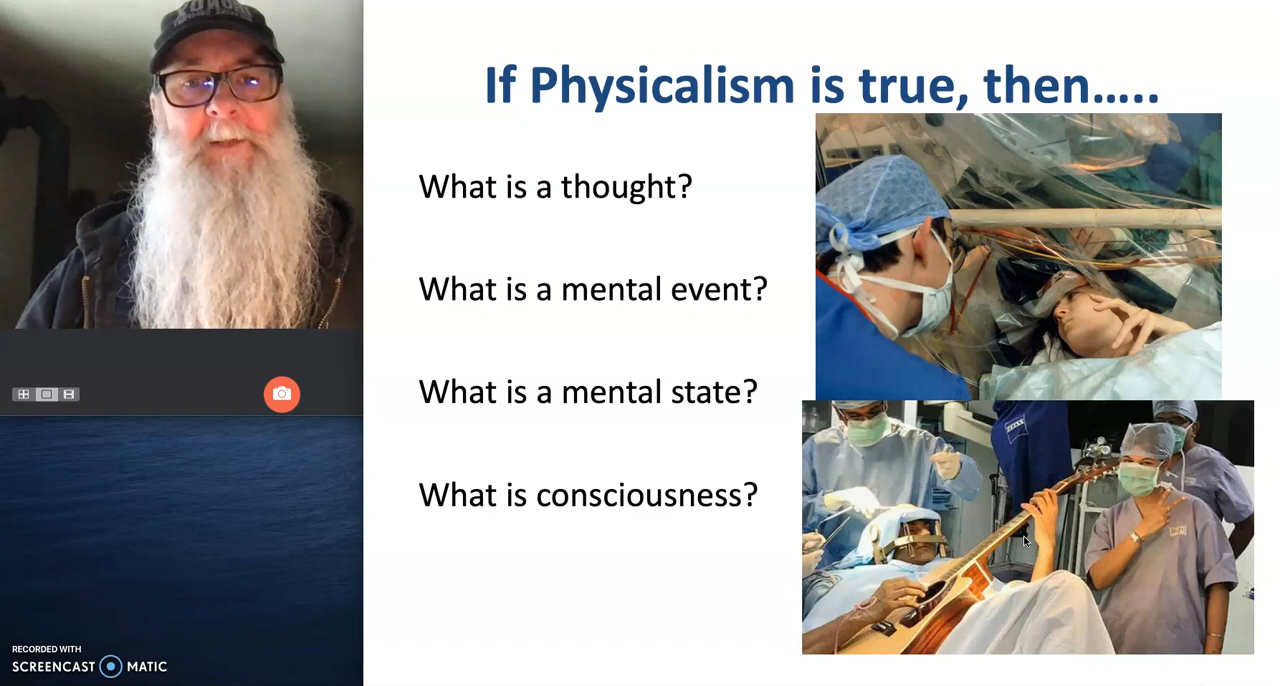 If Physicalism is true, then.....
What is a thought?
What is a mental event?
What is a mental state?
What is consciousness?
RECORDED WITH
SCREENCAST MATIC